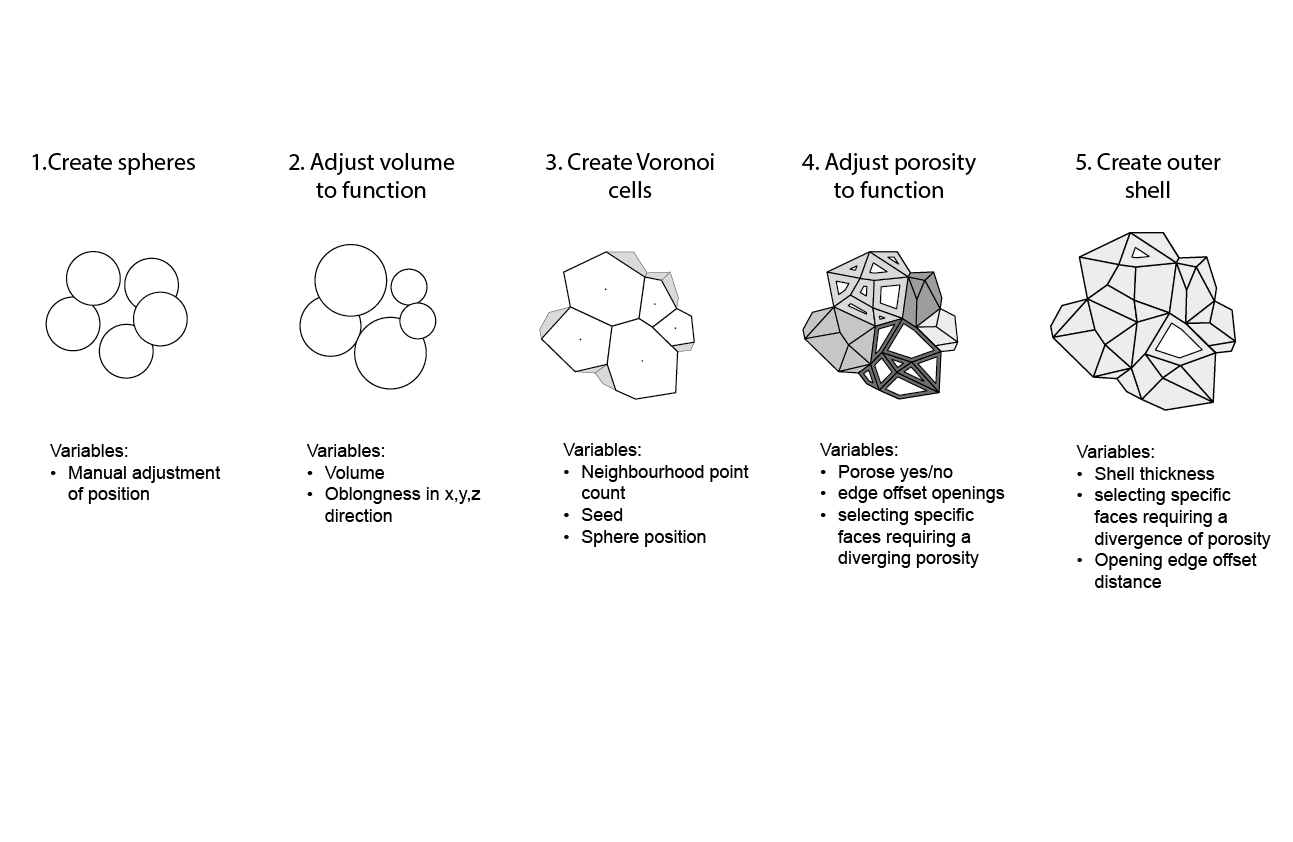 1.Create spheres
Variables:
• Manual adjustment
of position
2. Adjust volume
to function
Variables:
• Volume
• Oblongness in x,y,z
direction
3. Create Voronoi
cells
Variables:
• Neighbourhood point
count
• Seed
• Sphere position
4. Adjust porosity
to function
Variables:
• Porose yes/no
• edge offset openings
• selecting specific
faces requiring a
diverging porosity
5. Create outer
shell
Variables:
• Shell thickness
• selecting specific
faces requiring a
divergence of porosity
• Opening edge offset
distance